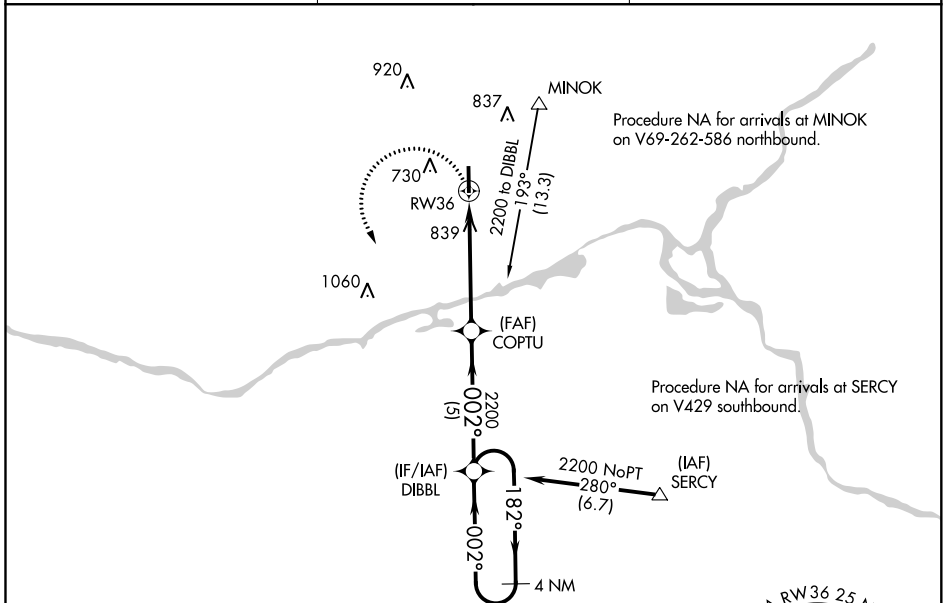 920
837
MINOK
Procedure NA for arrivals at MINOK
on V69-262-586 northbound.
2200 to DIBBL
193°
(13.3)
730
RW36
839
1060
(FAF)
COPTU
2200
002°
(5)
Procedure NA for arrivals at SERCY
on V429 southbound.
(IF/IAF)
DIBBL
2200 NoPT
280°
(6.7)
(IAF)
SERCY
182°
002°
4 NM
RW36 25